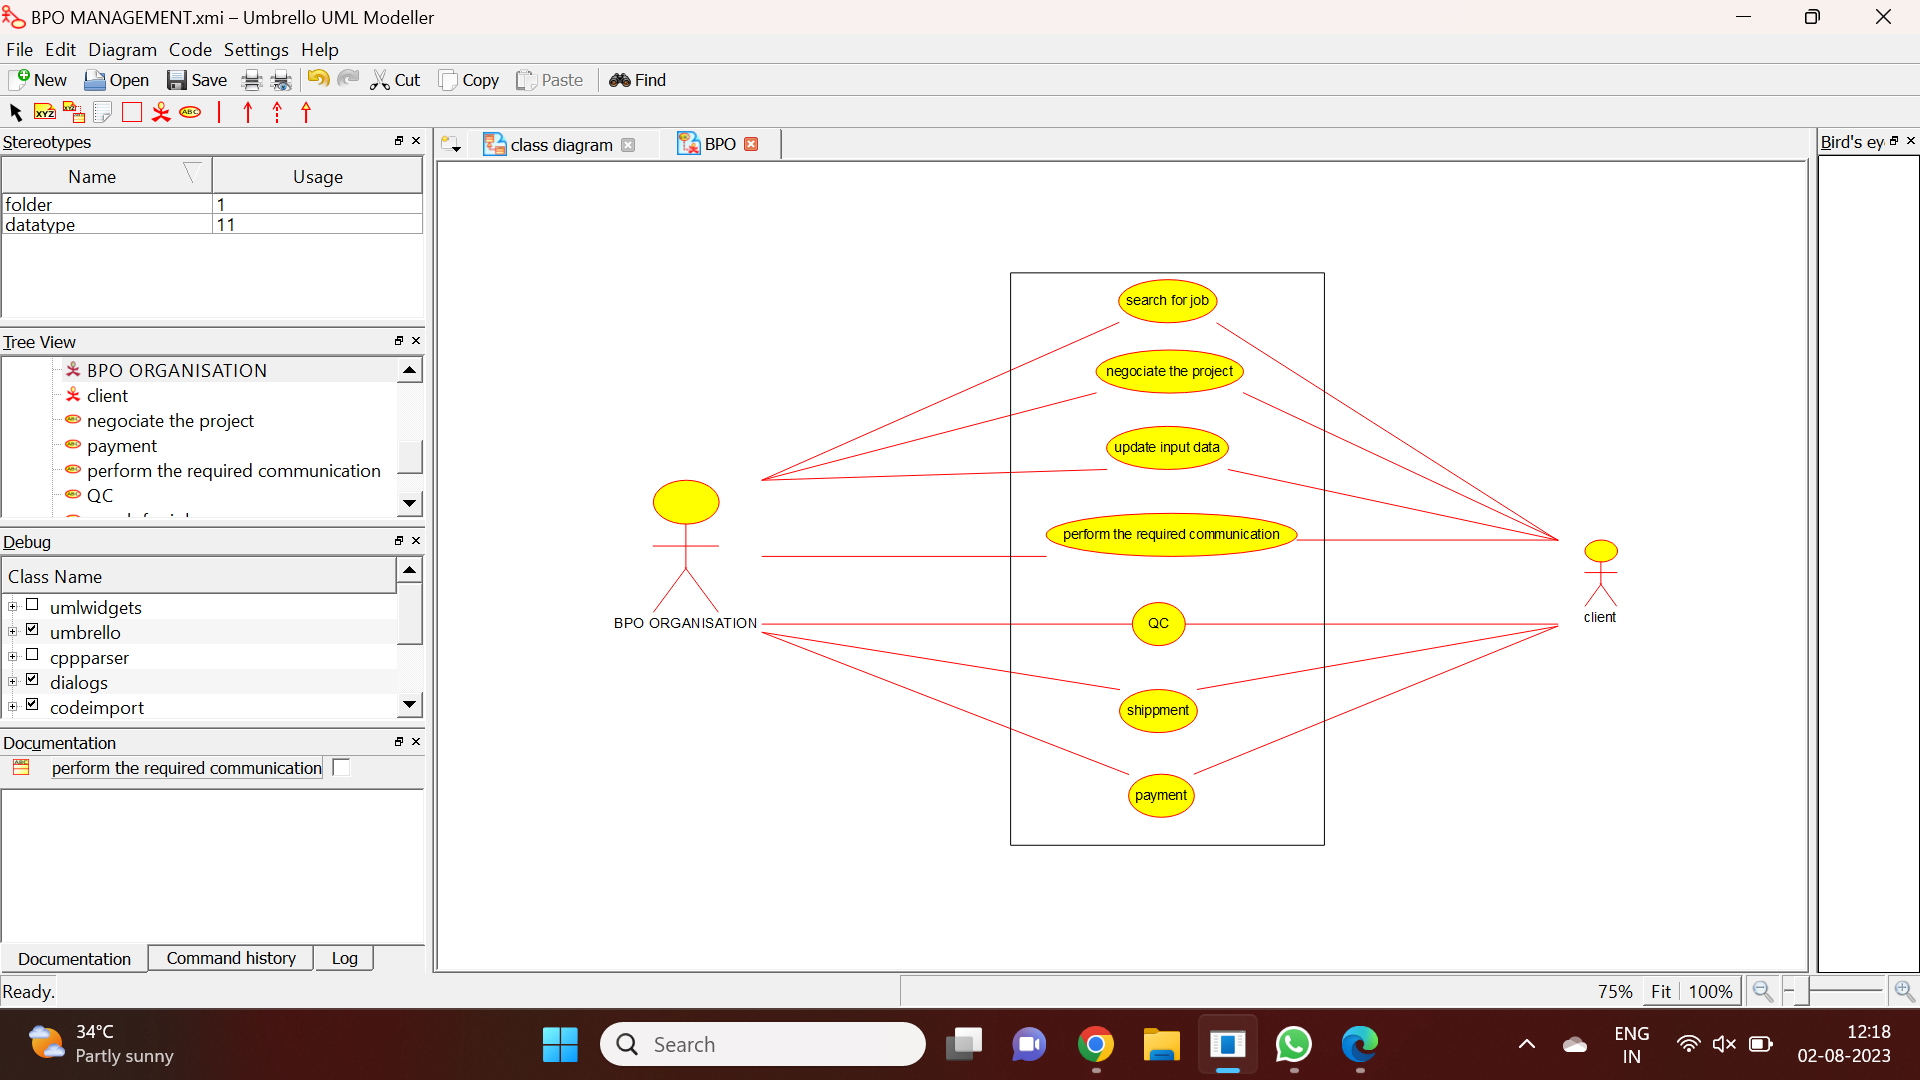 BPO MANAGEMENT.xmi – Umbrello UML Modeller
File Edit Diagram Code Settings Help
New Open Save Cut Copy Paste Find
XYZ XYZ ABC
Stereotypes
Name Usage
folder 1
datatype 11
Tree View
BPO ORGANISATION
client
negociate the project
payment
perform the required communication
QC
Debug
Class Name
umlwidgets
umbrello
cppparser
dialogs
codeimport
Documentation
perform the required communication
Documentation Command history Log
class diagram BPO
search for job
negociate the project
update input data
perform the required communication
QC
shippment
payment
BPO ORGANISATION
client
Bird's ey
Ready.
75% Fit 100%
34°C
Partly sunny
Search
ENG
IN
12:18
02-08-2023